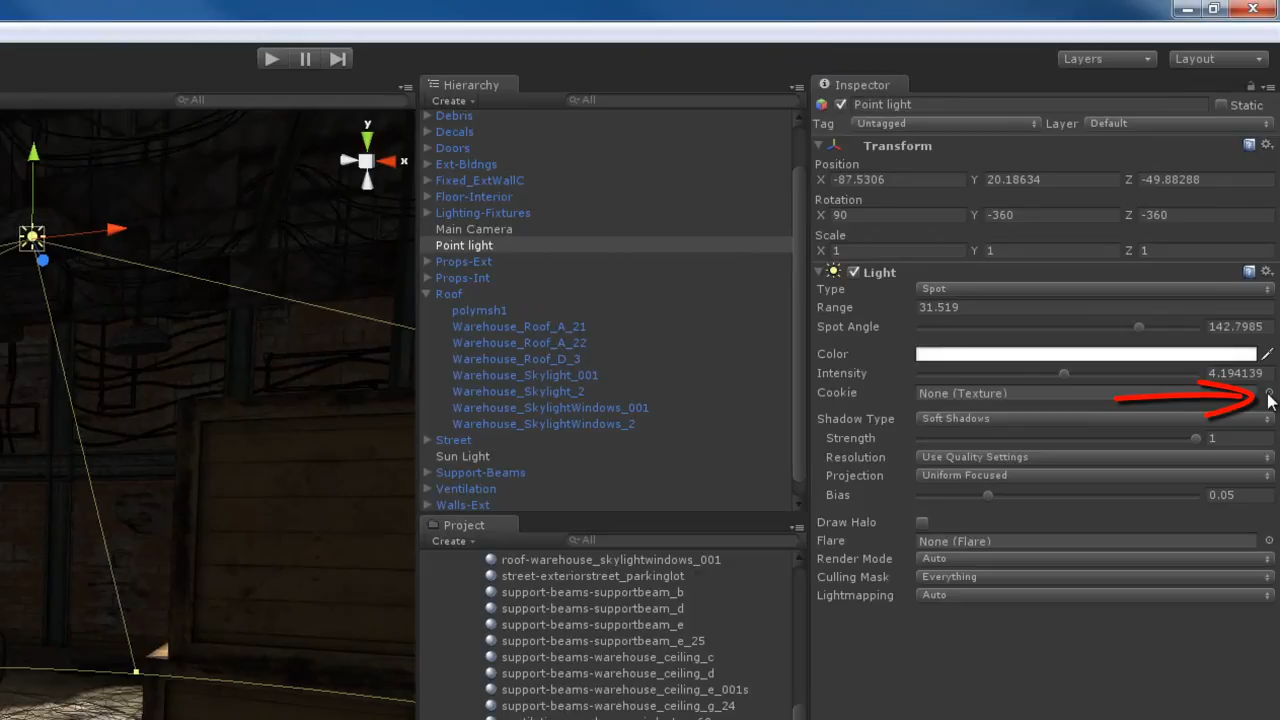 Layers
Layout
All
y
x
Hierarchy
Create
All
Debris
Decals
Doors
Ext-Bldngs
Fixed_ExtWallC
Floor-Interior
Lighting-Fixtures
Main Camera
Point light
Props-Ext
Props-Int
Roof
polymsh1
Warehouse_Roof_A_21
Warehouse_Roof_A_22
Warehouse_Roof_D_3
Warehouse_Skylight_001
Warehouse_Skylight_2
Warehouse_SkylightWindows_001
Warehouse_SkylightWindows_2
Street
Sun Light
Support-Beams
Ventilation
Walls-Ext
Project
Create
All
roof-warehouse_skylightwindows_001
street-exteriorstreet_parkinglot
support-beams-supportbeam_b
support-beams-supportbeam_d
support-beams-supportbeam_e
support-beams-supportbeam_e_25
support-beams-warehouse_ceiling_c
support-beams-warehouse_ceiling_d
support-beams-warehouse_ceiling_e_001s
support-beams-warehouse_ceiling_g_24
Inspector
Point light Static
Tag Untagged Layer Default
Transform
Position
X -87.5306 Y 20.18634 Z -49.88288
Rotation
X 90 Y -360 Z -360
Scale
X 1 Y 1 Z 1
Light
Type Spot
Range 31.519
Spot Angle 142.7985
Color
Intensity 4.194139
Cookie None (Texture)
Shadow Type Soft Shadows
Strength 1
Resolution Use Quality Settings
Projection Uniform Focused
Bias 0.05
Draw Halo
Flare None (Flare)
Render Mode Auto
Culling Mask Everything
Lightmapping Auto